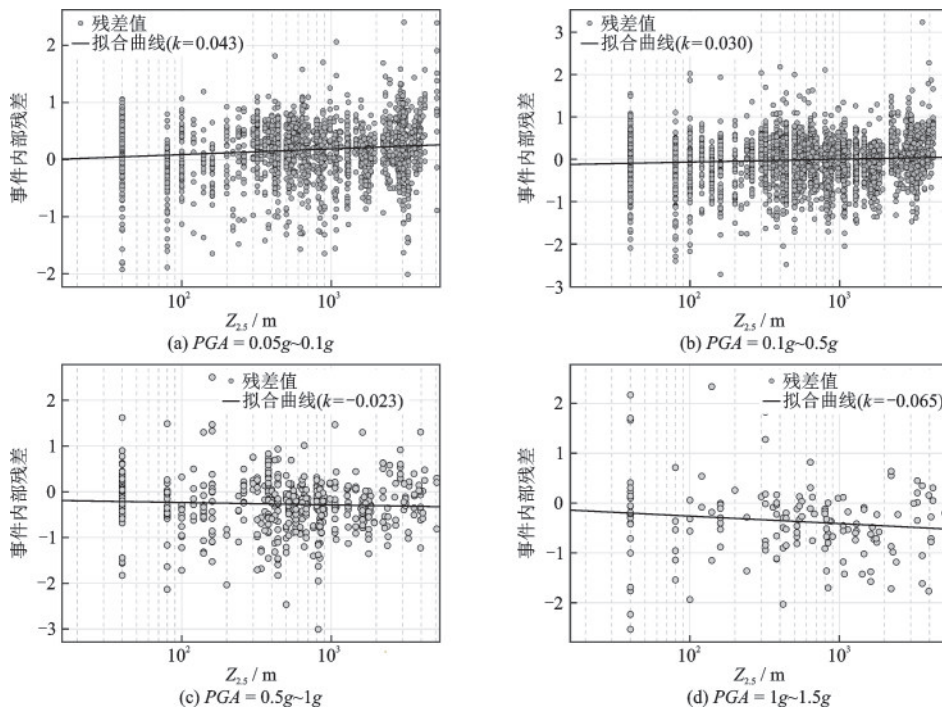 残差值
拟合曲线(k=0.043)
2
1
0
−1
−2
事件内部残差
10² 10³
Z2.5 / m
(a) PGA = 0.05g~0.1g
残差值
拟合曲线(k=0.030)
3
2
1
0
−1
−2
−3
事件内部残差
10² 10³
Z2.5 / m
(b) PGA = 0.1g~0.5g
残差值
拟合曲线(k=−0.023)
2
1
0
−1
−2
−3
事件内部残差
10² 10³
Z2.5 / m
(c) PGA = 0.5g~1g
残差值
拟合曲线(k=−0.065)
2
1
0
−1
−2
事件内部残差
10² 10³
Z2.5 / m
(d) PGA = 1g~1.5g